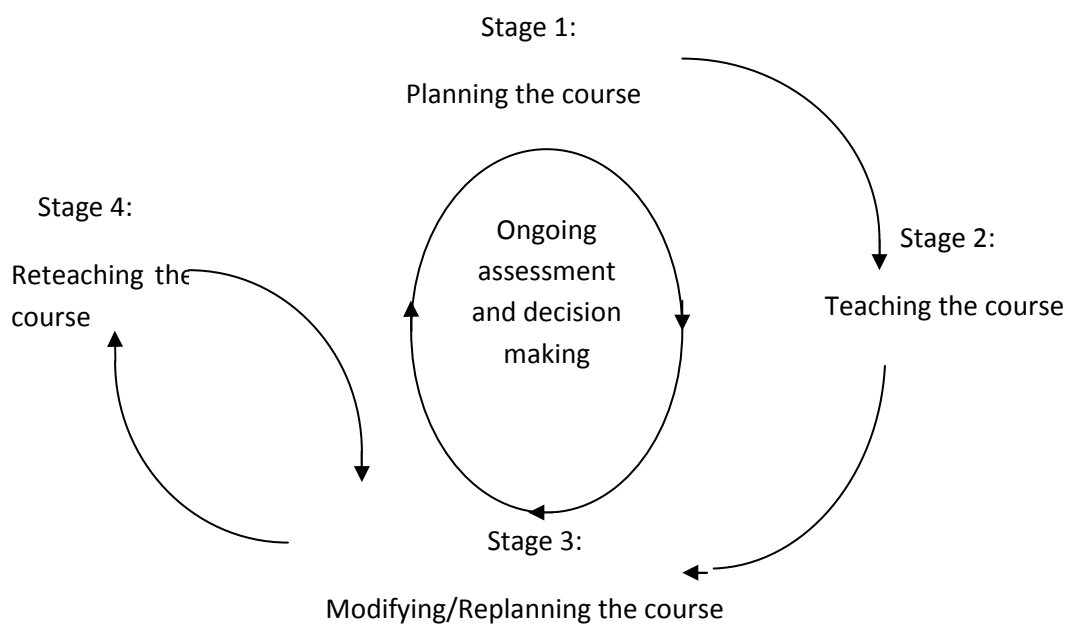 Stage 1:
Planning the course
Ongoing
assessment
and decision
making
Stage 2:
Teaching the course
Stage 3:
Modifying/Replanning the course
Stage 4:
Reteaching the
course